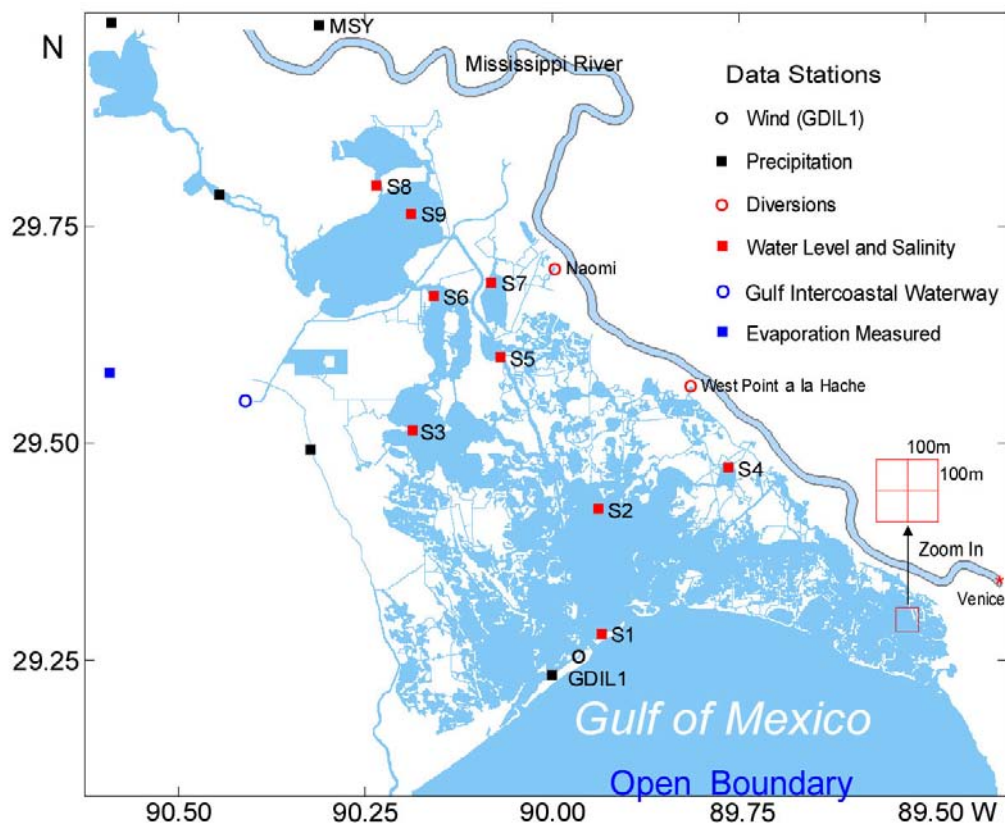 N
MSY
Mississippi River
Data Stations
Wind (GDIL1)
Precipitation
Diversions
Water Level and Salinity
Gulf Intercoastal Waterway
Evaporation Measured
S8
S9
29.75
Naomi
S7
S6
S5
West Point a la Hache
29.50
S3
100m
100m
S4
S2
Zoom In
Venice
S1
29.25
GDIL1
Gulf of Mexico
Open Boundary
90.50
90.25
90.00
89.75
89.50 W